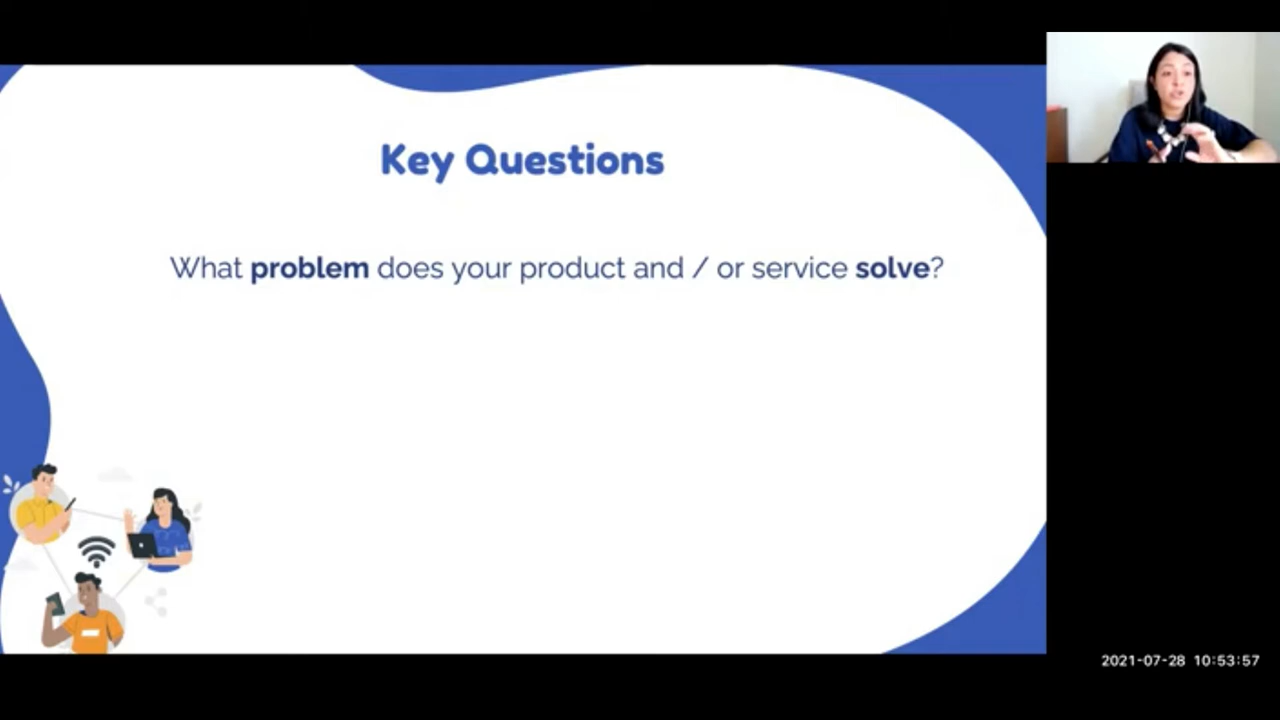 Key Questions
What problem does your product and / or service solve?
2021-07-28 10:53:57